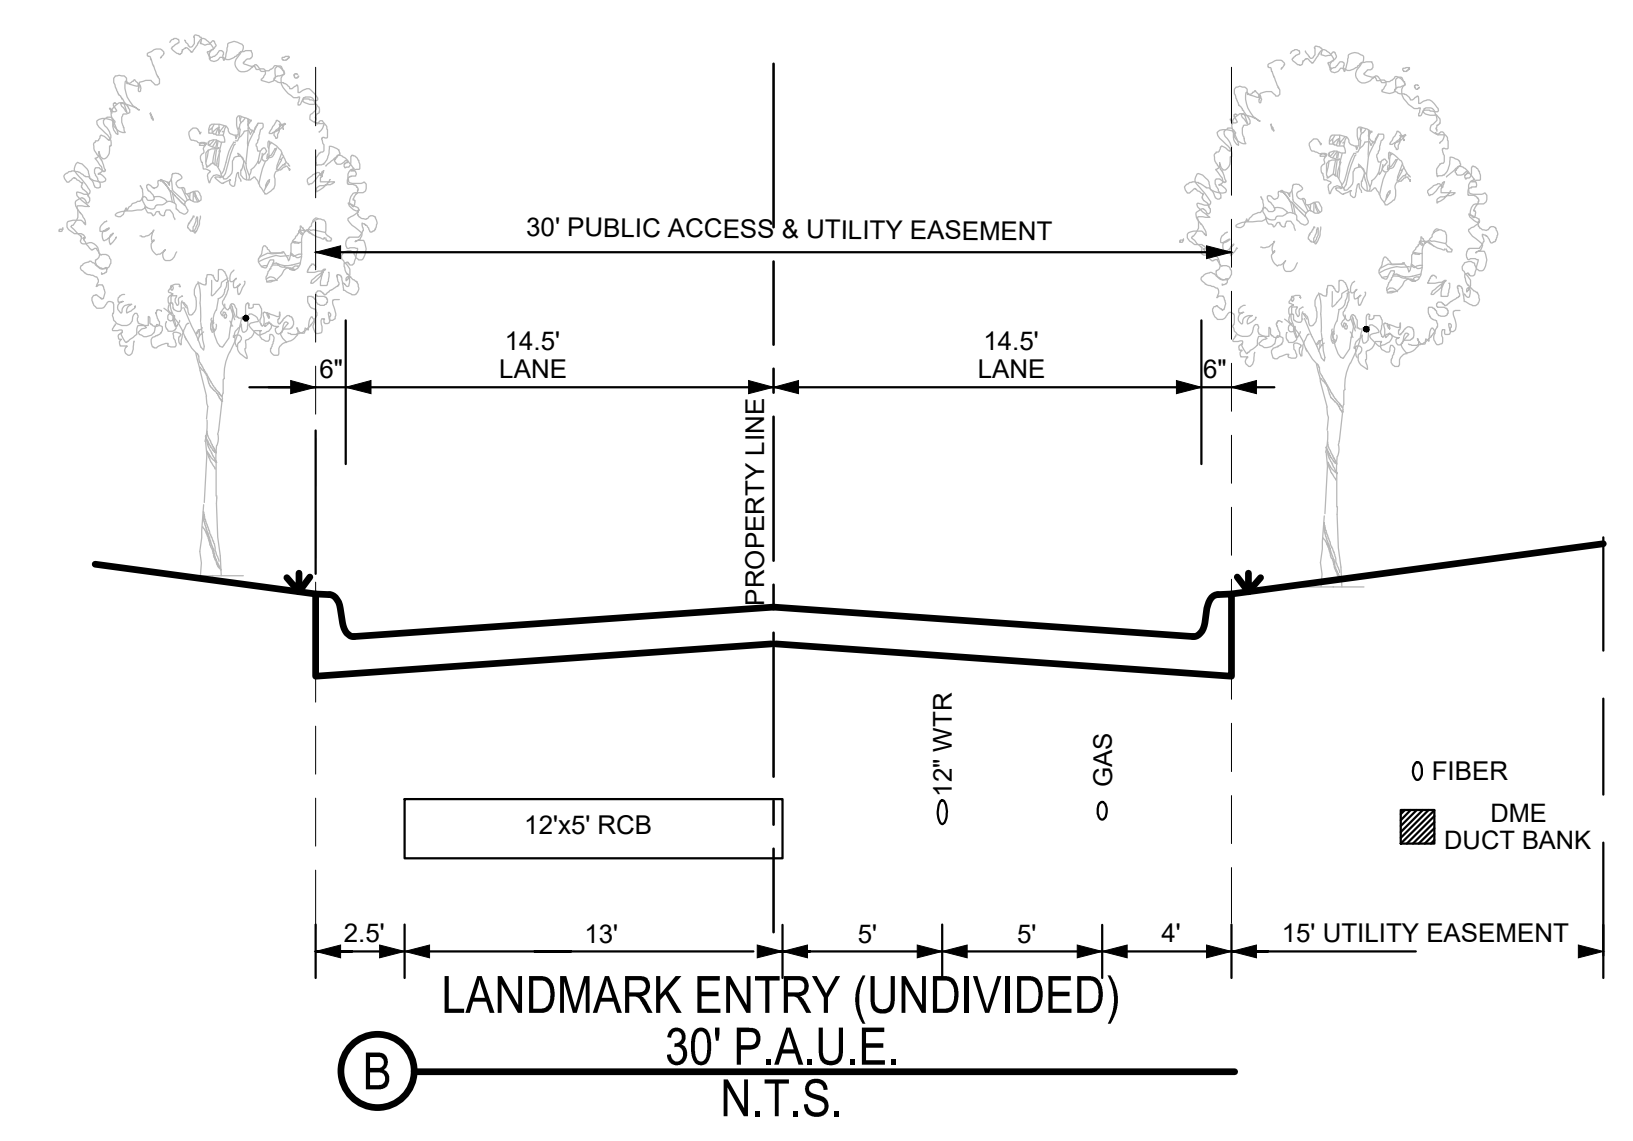 30' PUBLIC ACCESS & UTILITY EASEMENT
14.5'
LANE
14.5'
LANE
6"
6"
PROPERTY LINE
12" WTR
GAS
FIBER
DME
DUCT BANK
12'x5' RCB
2.5'
13'
5'
5'
4'
15' UTILITY EASEMENT
LANDMARK ENTRY (UNDIVIDED)
30' P.A.U.E.
B
N.T.S.